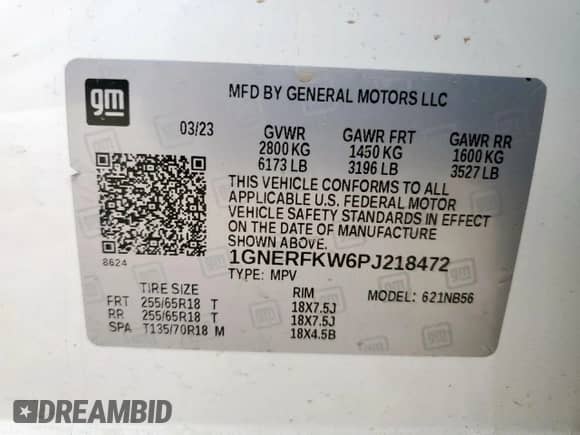 gm
MFD BY GENERAL MOTORS LLC
03/23 GVWR GAWR FRT GAWR RR
2800 KG 1450 KG 1600 KG
6173 LB 3196 LB 3527 LB
THIS VEHICLE CONFORMS TO ALL
APPLICABLE U.S. FEDERAL MOTOR
VEHICLE SAFETY STANDARDS IN EFFECT
ON THE DATE OF MANUFACTURE
SHOWN ABOVE.
8624
1GNERFKW6PJ218472
TYPE: MPV MODEL: 621NB56
TIRE SIZE RIM
FRT 255/65R18 T 18X7.5J
RR 255/65R18 T 18X7.5J
SPA T135/70R18 M 18X4.5B
DREAMBID